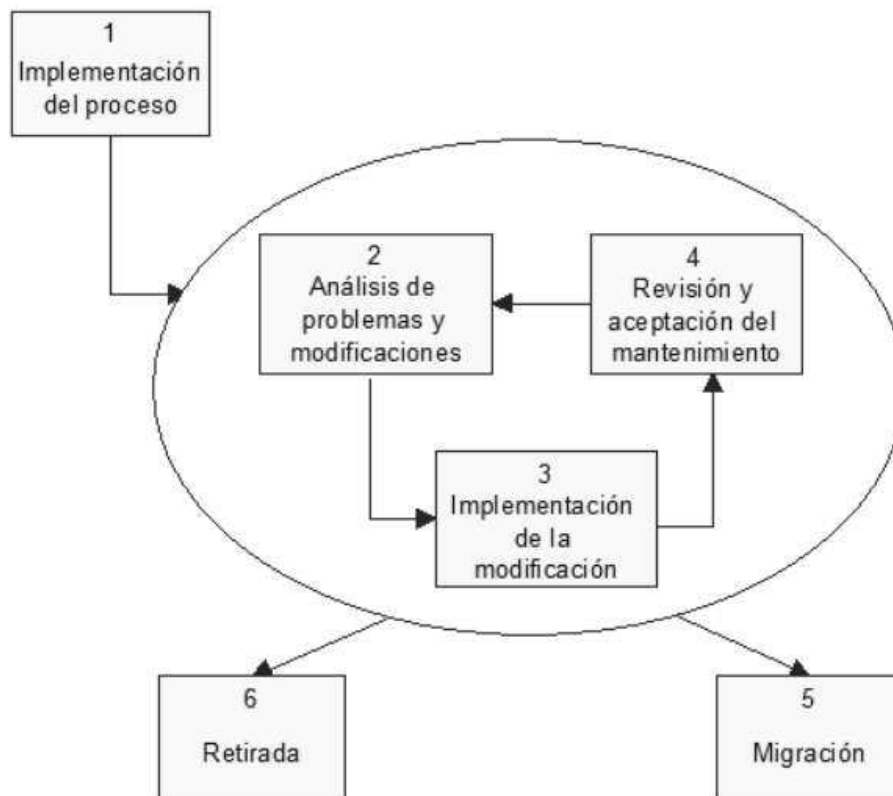 1
Implementación
del proceso
2
Análisis de
problemas y
modificaciones
4
Revisión y
aceptación del
mantenimiento
3
Implementación
de la
modificación
6
Retirada
5
Migración